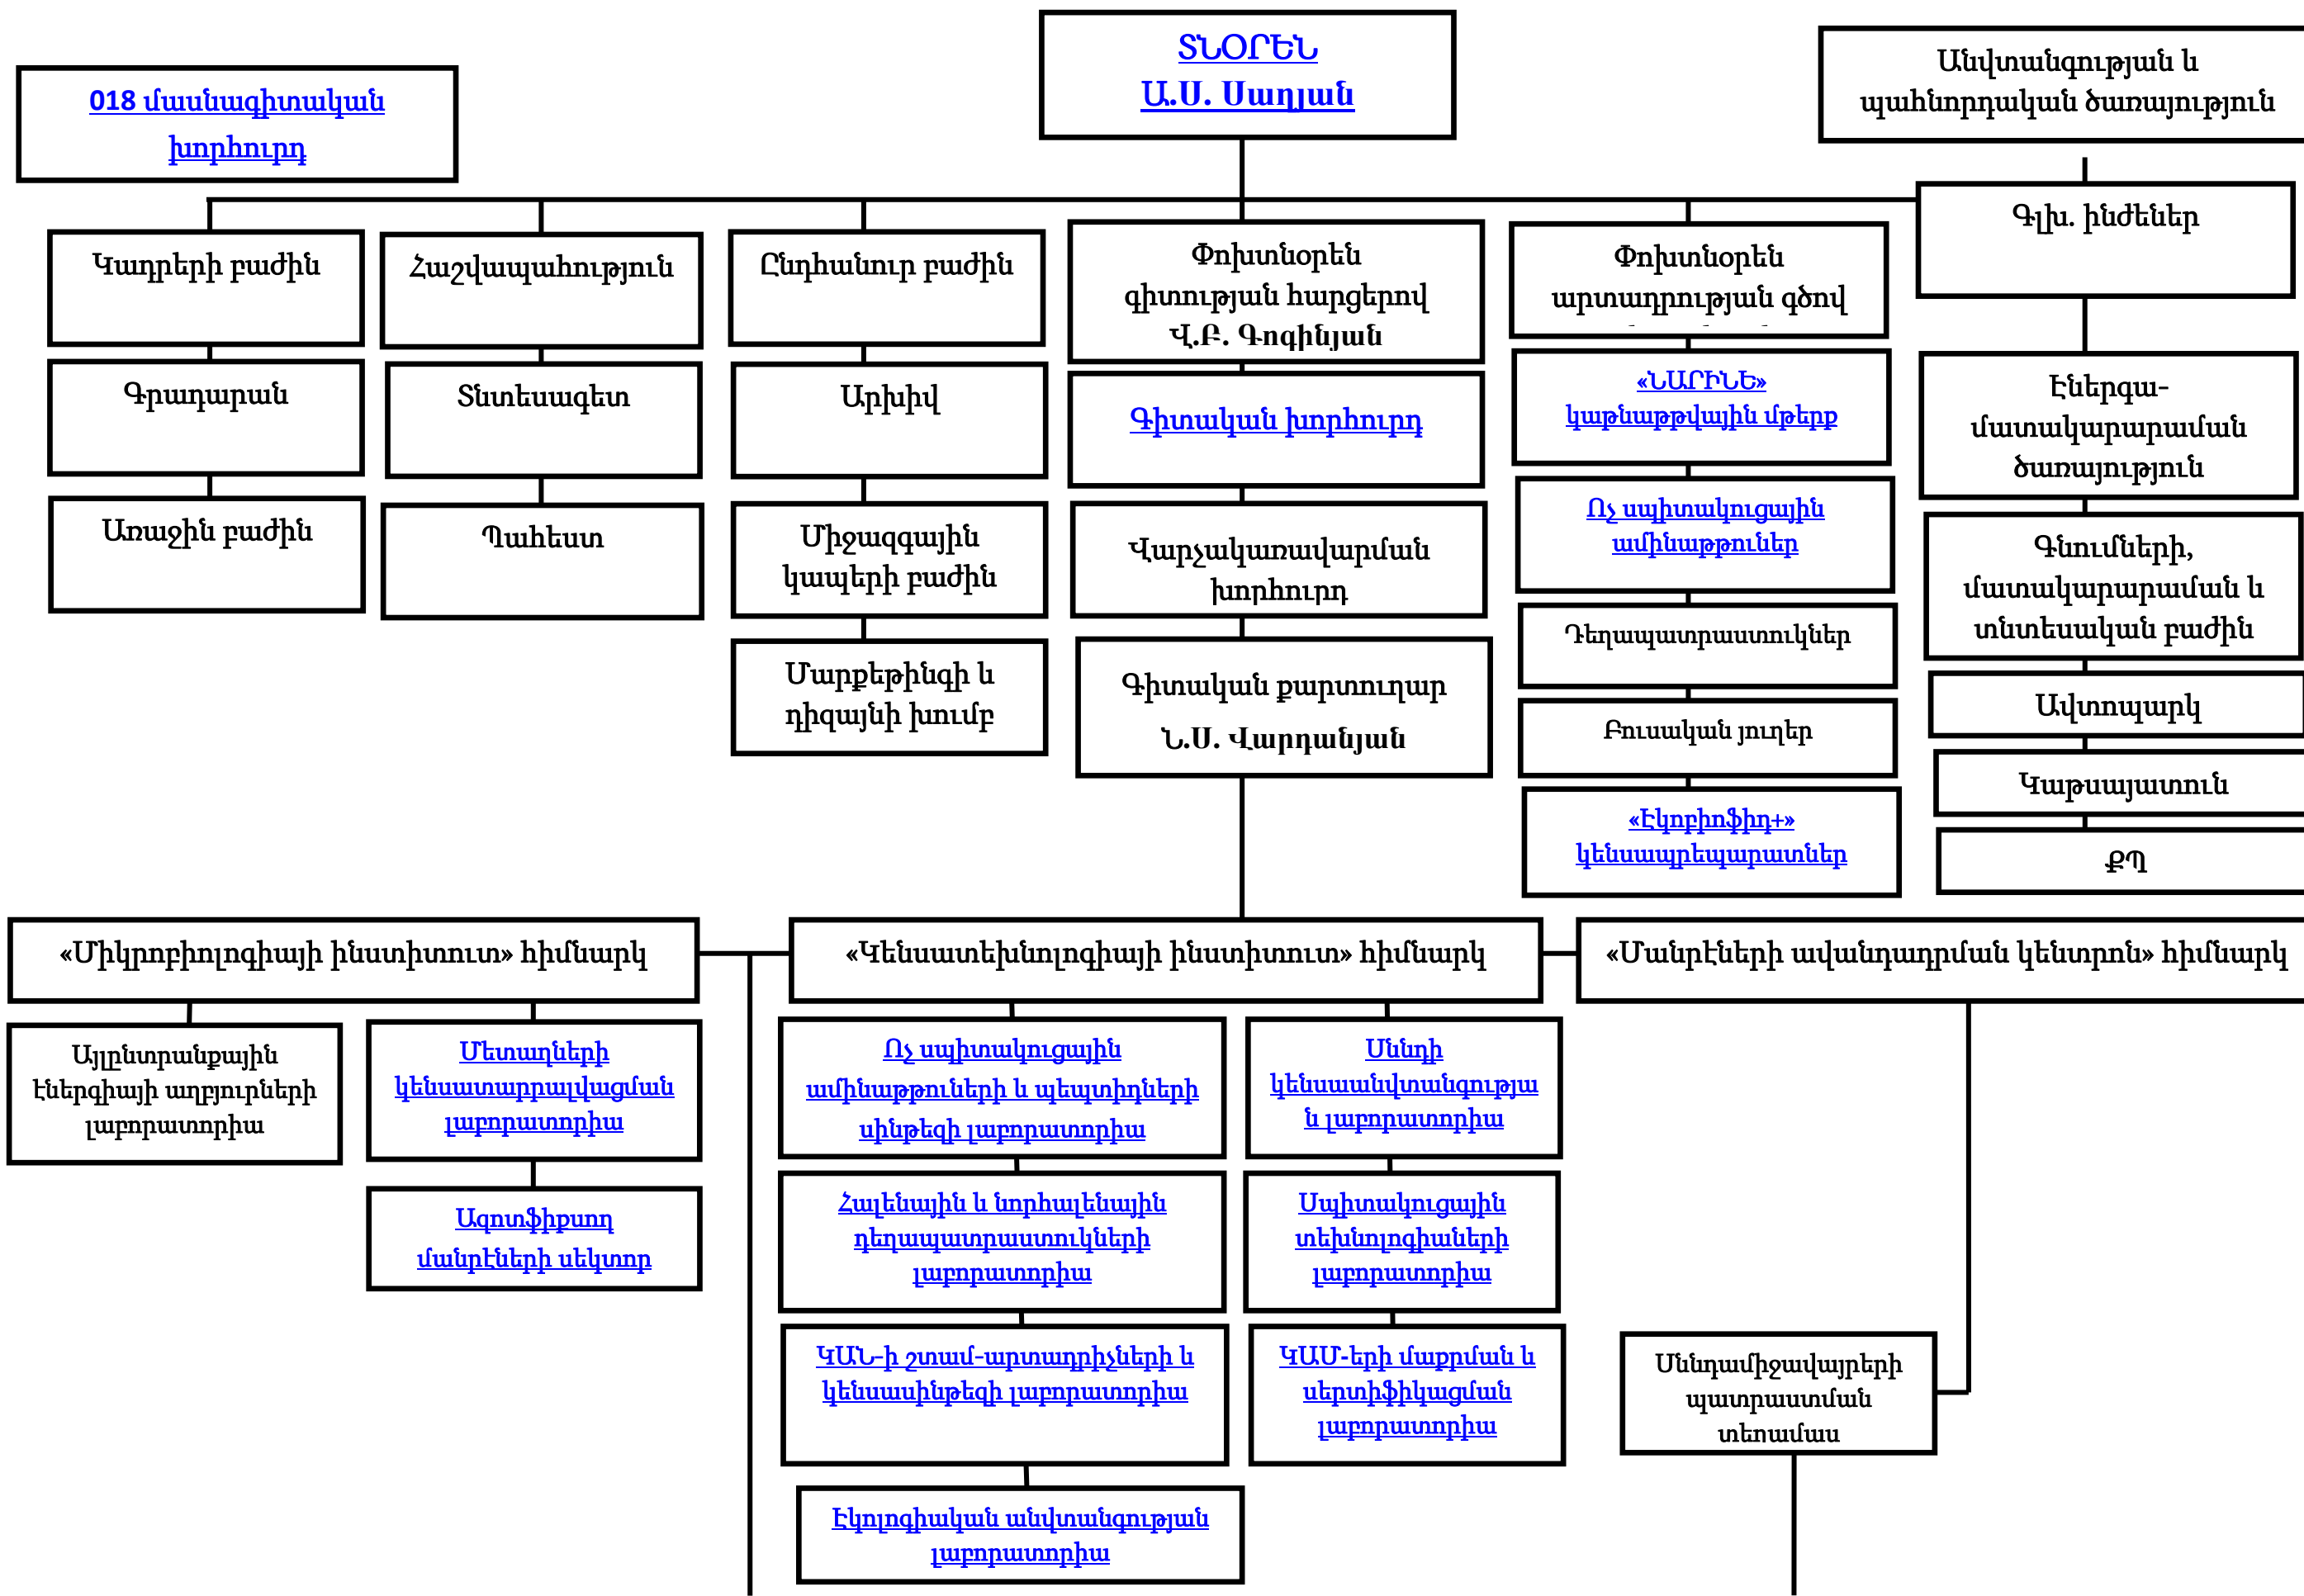 ՏՆՕՐԵՆ
Ա.Ս. Սաղյան
018 մասնագիտական
խորհուրդ
Անվտանգության և
պահնորդական ծառայություն
Կադրերի բաժին
Գրադարան
Առաջին բաժին
Հաշվապահություն
Տնտեսագետ
Պահեստ
Ընդհանուր բաժին
Արխիվ
Միջազգային
կապերի բաժին
Մարքեթինգի և
դիզայնի խումբ
Փոխտնօրեն
գիտության հարցերով
Վ.Բ. Գոգինյան
Գիտական խորհուրդ
Վարչակառավարման
խորհուրդ
Գիտական քարտուղար
Ն.Ս. Վարդանյան
Փոխտնօրեն
արտադրության գծով
«ՆԱՐԻՆԵ»
կաթնաթթվային մթերք
Ոչ սպիտակուցային
ամինաթթուներ
Դեղապատրաստուկներ
Բուսական յուղեր
«Էկոբիոֆիդ+»
կենսապրեպարատներ
Գլխ. ինժեներ
Էներգա-
մատակարարաման
ծառայություն
Գնումների,
մատակարարաման և
տնտեսական բաժին
Ավտոպարկ
Կաթսայատուն
ՔՊ
«Միկրոբիոլոգիայի ինստիտուտ» հիմնարկ
«Կենսատեխնոլոգիայի ինստիտուտ» հիմնարկ
«Մանրէների ավանդադրման կենտրոն» հիմնարկ
Այլընտրանքային
էներգիայի աղբյուրների
լաբորատորիա
Մետաղների
կենսատարրալվացման
լաբորատորիա
Ազոտֆիքսող
մանրէների սեկտոր
Ոչ սպիտակուցային
ամինաթթուների և պեպտիդների
սինթեզի լաբորատորիա
Հալենային և նորհալենային
դեղապատրաստուկների
լաբորատորիա
ԿԱՆ-ի շտամ-արտադրիչների և
կենսասինթեզի լաբորատորիա
Էկոլոգիական անվտանգության
լաբորատորիա
Սննդի
կենսաանվտանգությա
ն լաբորատորիա
Սպիտակուցային
տեխնոլոգիաների
լաբորատորիա
ԿԱՄ-երի մաքրման և
սերտիֆիկացման
լաբորատորիա
Սննդամիջավայրերի
պատրաստման
տեղամաս